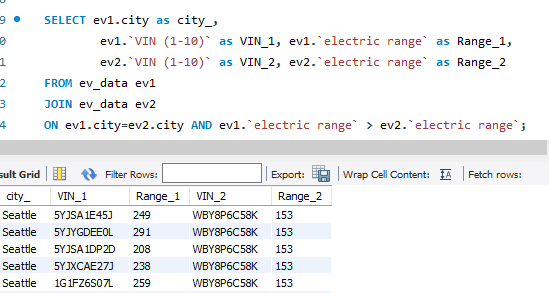 9 SELECT ev1.city as city_,
0 ev1.`VIN (1-10)` as VIN_1, ev1.`electric range` as Range_1,
1 ev2.`VIN (1-10)` as VIN_2, ev2.`electric range` as Range_2
2 FROM ev_data ev1
3 JOIN ev_data ev2
4 ON ev1.city=ev2.city AND ev1.`electric range` > ev2.`electric range`;
sult Grid Filter Rows: Export: Wrap Cell Content: IA Fetch rows:
city_ VIN_1 Range_1 VIN_2 Range_2
Seattle 5YJSA1E45J 249 WBY8P6C58K 153
Seattle 5YJYGDEE0L 291 WBY8P6C58K 153
Seattle 5YJSA1DP2D 208 WBY8P6C58K 153
Seattle 5YJXCAE27J 238 WBY8P6C58K 153
Seattle 1G1FZ6S07L 259 WBY8P6C58K 153